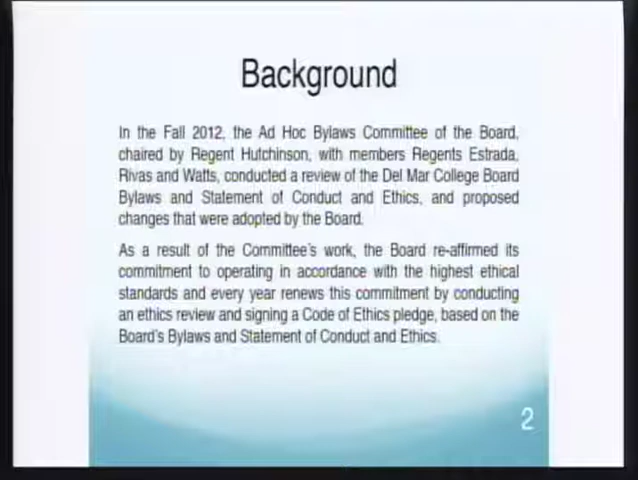 Background
In the Fall 2012, the Ad Hoc Bylaws Committee of the Board,
chaired by Regent Hutchinson, with members Regents Estrada,
Rivas and Watts, conducted a review of the Del Mar College Board
Bylaws and Statement of Conduct and Ethics, and proposed
changes that were adopted by the Board.
As a result of the Committee's work, the Board re-affirmed its
commitment to operating in accordance with the highest ethical
standards and every year renews this commitment by conducting
an ethics review and signing a Code of Ethics pledge, based on the
Board's Bylaws and Statement of Conduct and Ethics.
2